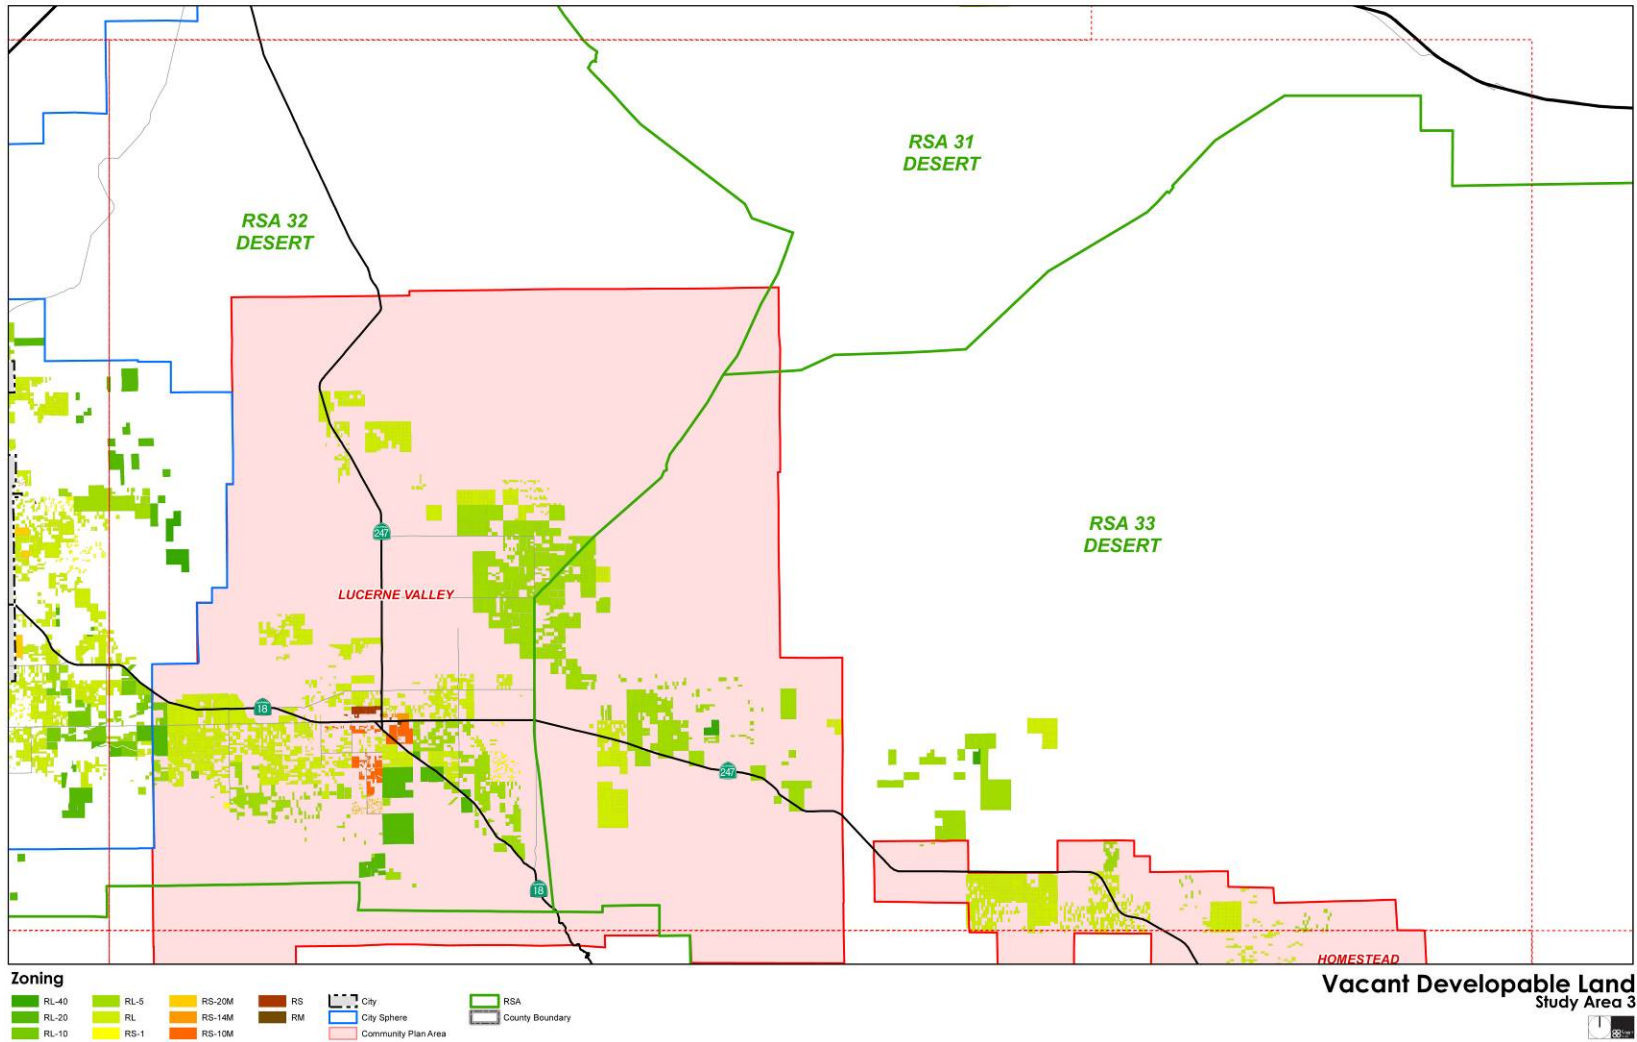 RSA 31
DESERT
RSA 32
DESERT
RSA 33
DESERT
247
LUCERNE VALLEY
18
247
18
HOMESTEAD
Zoning
RL-40
RL-20
RL-10
RL-5
RL
RS-1
RS-20M
RS-14M
RS-10M
RS
RM
City
City Sphere
Community Plan Area
RSA
County Boundary
Vacant Developable Land
Study Area 3